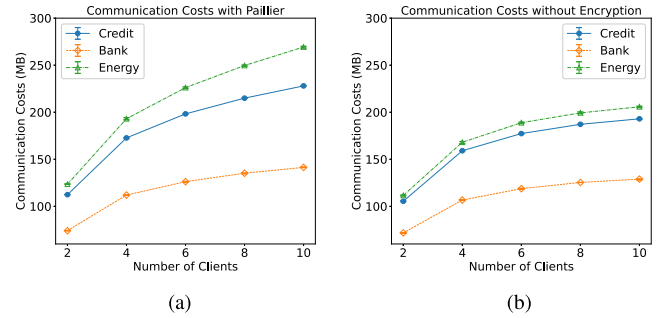 Communication Costs with Paillier
300
250
200
150
100
Communication Costs (MB)
Credit
Bank
Energy
2 4 6 8 10
Number of Clients
(a)
Communication Costs without Encryption
300
250
200
150
100
Communication Costs (MB)
Credit
Bank
Energy
2 4 6 8 10
Number of Clients
(b)